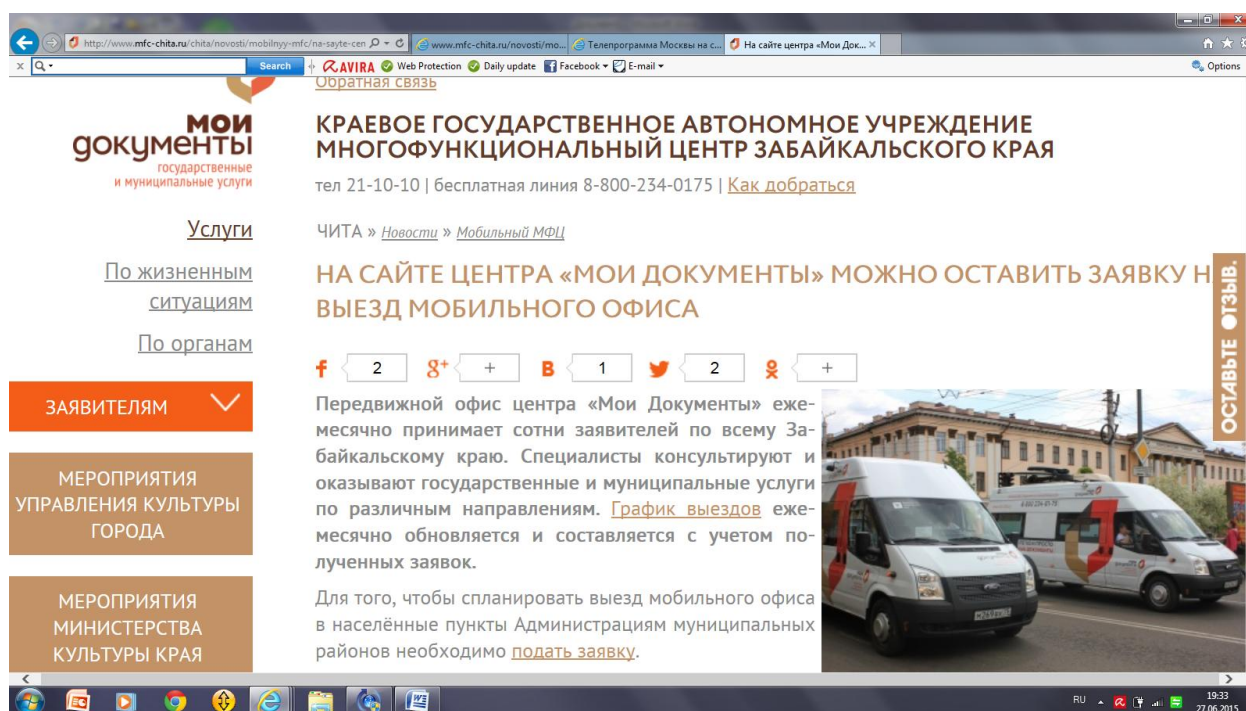 http://www.mfc-chita.ru/chita/novosti/mobilnyy-mfc/na-sayte-cen
www.mfc-chita.ru/novosti/mo...
Телепрограмма Москвы на с...
На сайте центра «Мои Док...
Search
AVIRA
Web Protection
Daily update
Facebook
E-mail
Options
Обратная связь
мои
документы
государственные
и муниципальные услуги
КРАЕВОЕ ГОСУДАРСТВЕННОЕ АВТОНОМНОЕ УЧРЕЖДЕНИЕ
МНОГОФУНКЦИОНАЛЬНЫЙ ЦЕНТР ЗАБАЙКАЛЬСКОГО КРАЯ
тел 21-10-10 | бесплатная линия 8-800-234-0175 | Как добраться
Услуги
По жизненным
ситуациям
По органам
ЗАЯВИТЕЛЯМ
МЕРОПРИЯТИЯ
УПРАВЛЕНИЯ КУЛЬТУРЫ
ГОРОДА
МЕРОПРИЯТИЯ
МИНИСТЕРСТВА
КУЛЬТУРЫ КРАЯ
ЧИТА » Новости » Мобильный МФЦ
НА САЙТЕ ЦЕНТРА «МОИ ДОКУМЕНТЫ» МОЖНО ОСТАВИТЬ ЗАЯВКУ Н
ВЫЕЗД МОБИЛЬНОГО ОФИСА
2 + 1 2 +
Передвижной офис центра «Мои Документы» еже-
месячно принимает сотни заявителей по всему За-
байкальскому краю. Специалисты консультируют и
оказывают государственные и муниципальные услуги
по различным направлениям. График выездов еже-
месячно обновляется и составляется с учетом по-
лученных заявок.
Для того, чтобы спланировать выезд мобильного офиса
в населённые пункты Администрациям муниципальных
районов необходимо подать заявку.
ОСТАВЬТЕ ОТЗЫВ.
RU
19:33
27.06.2015